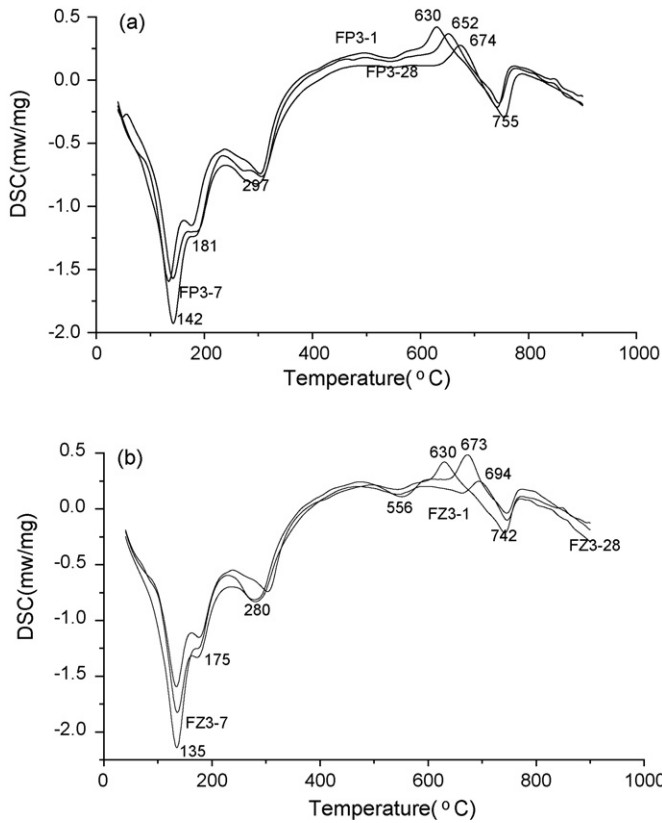 (a)
630
652
674
FP3-1
FP3-28
0.5
0.0
-0.5
-1.0
-1.5
-2.0
DSC(mw/mg)
755
297
181
FP3-7
142
0 200 400 600 800 1000
Temperature( o C)
(b)
630
673
694
556
FZ3-1
742
FZ3-28
0.5
0.0
-0.5
-1.0
-1.5
-2.0
DSC(mw/mg)
280
175
FZ3-7
135
0 200 400 600 800 1000
Temperature( o C)